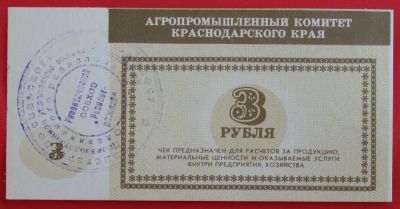 АГРОПРОМЫШЛЕННЫЙ КОМИТЕТ
КРАСНОДАРСКОГО КРАЯ
3
РУБЛЯ
ЧЕК ПРЕДНАЗНАЧЕН ДЛЯ РАСЧЕТОВ ЗА ПРОДУКЦИЮ,
МАТЕРИАЛЬНЫЕ ЦЕННОСТИ И ОКАЗЫВАЕМЫЕ УСЛУГИ
ВНУТРИ ПРЕДПРИЯТИЯ, ХОЗЯЙСТВА
СОВХОЗ
3